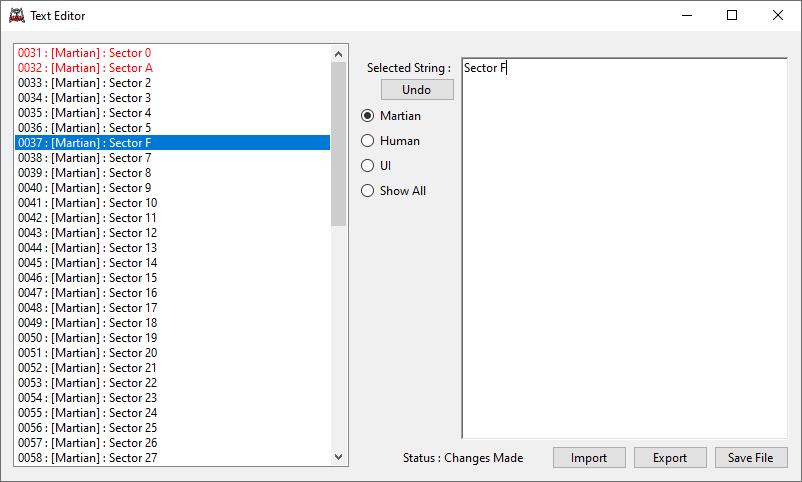 Text Editor
0031 : [Martian] : Sector 0
0032 : [Martian] : Sector A
0033 : [Martian] : Sector 2
0034 : [Martian] : Sector 3
0035 : [Martian] : Sector 4
0036 : [Martian] : Sector 5
0037 : [Martian] : Sector F
0038 : [Martian] : Sector 7
0039 : [Martian] : Sector 8
0040 : [Martian] : Sector 9
0041 : [Martian] : Sector 10
0042 : [Martian] : Sector 11
0043 : [Martian] : Sector 12
0044 : [Martian] : Sector 13
0045 : [Martian] : Sector 14
0046 : [Martian] : Sector 15
0047 : [Martian] : Sector 16
0048 : [Martian] : Sector 17
0049 : [Martian] : Sector 18
0050 : [Martian] : Sector 19
0051 : [Martian] : Sector 20
0052 : [Martian] : Sector 21
0053 : [Martian] : Sector 22
0054 : [Martian] : Sector 23
0055 : [Martian] : Sector 24
0056 : [Martian] : Sector 25
0057 : [Martian] : Sector 26
0058 : [Martian] : Sector 27
Selected String :
Undo
Martian
Human
UI
Show All
Sector F
Status : Changes Made
Import
Export
Save File